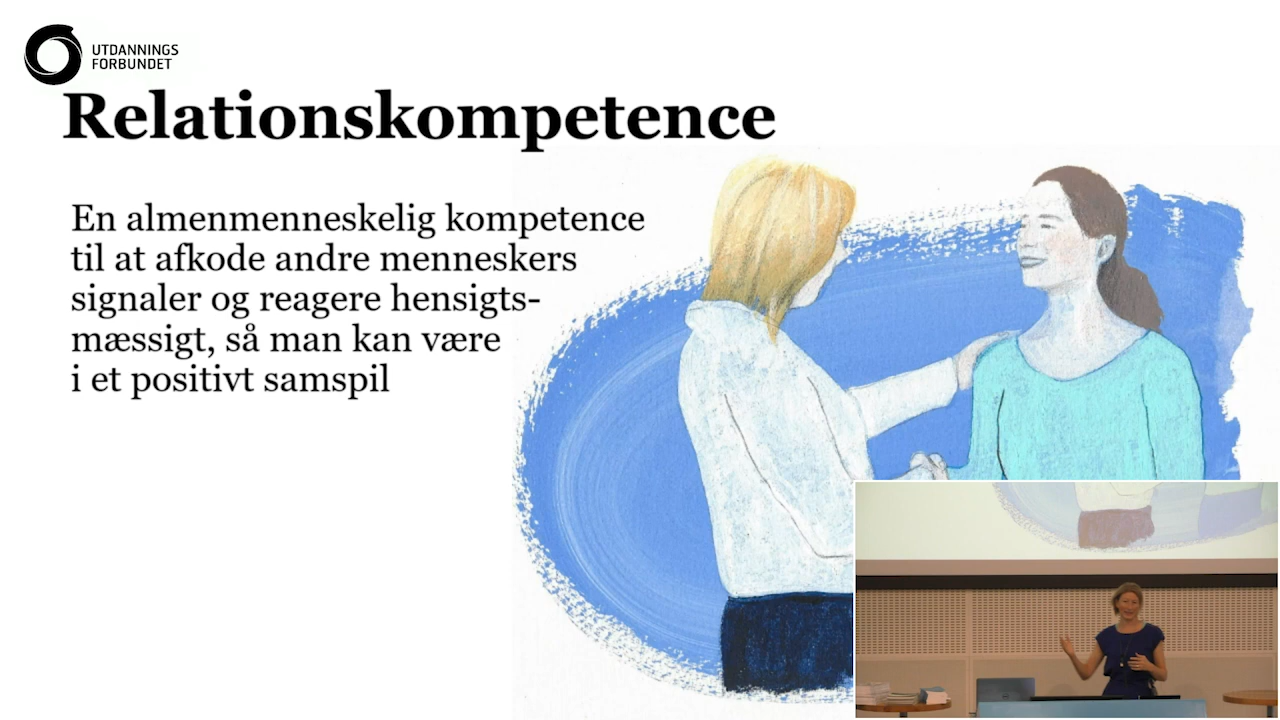 UTDANNINGS
FORBUNDET
Relationskompetence
En almenmenneskelig kompetence
til at afkode andre menneskers
signaler og reagere hensigts-
mæssigt, så man kan være
i et positivt samspil